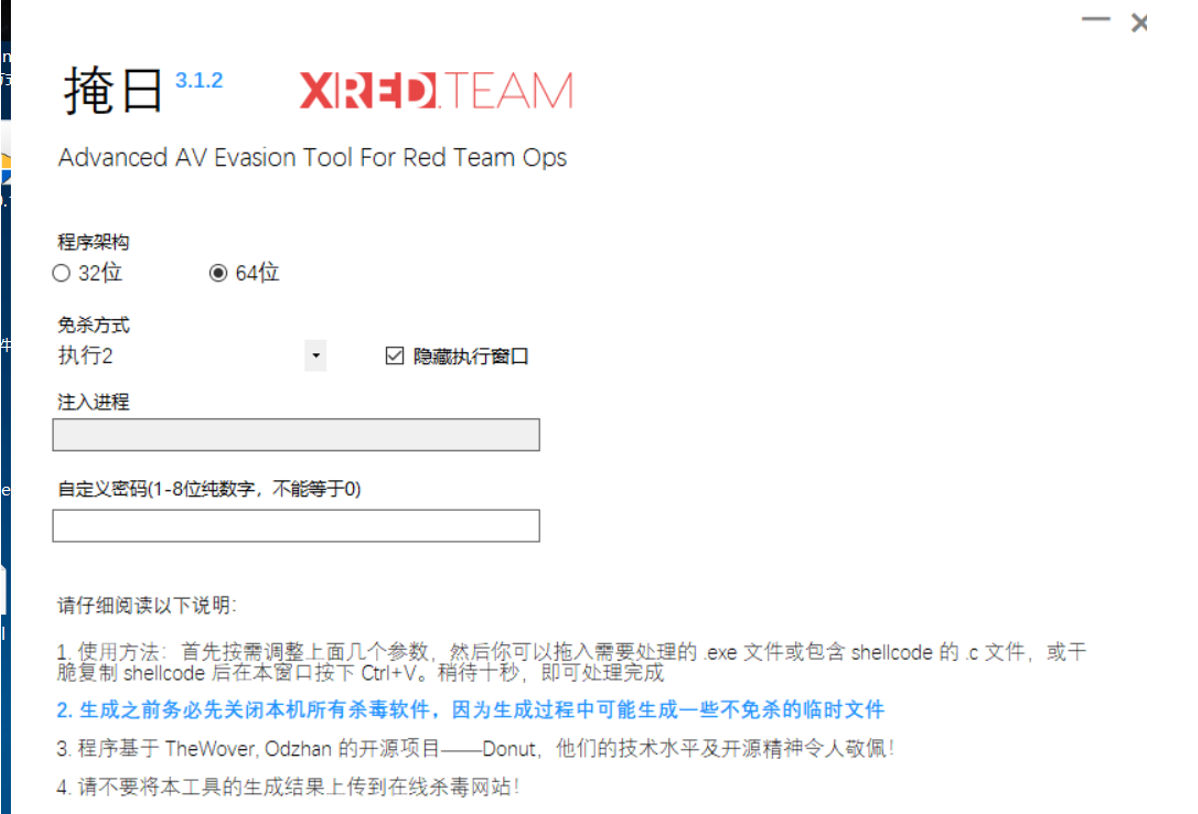 掩日 3.1.2 XRED.TEAM
Advanced AV Evasion Tool For Red Team Ops
程序架构
32位 64位
免杀方式
执行2 隐藏执行窗口
注入进程
自定义密码(1-8位纯数字，不能等于0)
请仔细阅读以下说明：
1. 使用方法：首先按需调整上面几个参数，然后你可以拖入需要处理的 .exe 文件或包含 shellcode 的 .c 文件，或干
脆复制 shellcode 后在本窗口按下 Ctrl+V。稍待十秒，即可处理完成
2. 生成之前务必先关闭本机所有杀毒软件，因为生成过程中可能生成一些不免杀的临时文件
3. 程序基于 TheWover, Odzhan 的开源项目——Donut，他们的技术水平及开源精神令人敬佩！
4. 请不要将本工具的生成结果上传到在线杀毒网站！